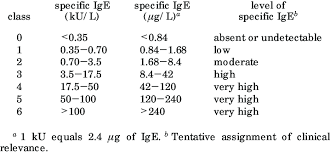 specific IgE specific IgE level of
class (kU/L) (μg/L)ᵃ specific IgEᵇ
0 <0.35 <0.84 absent or undetectable
1 0.35-0.70 0.84-1.68 low
2 0.70-3.5 1.68-8.4 moderate
3 3.5-17.5 8.4-42 high
4 17.5-50 42-120 very high
5 50-100 120-240 very high
6 >100 >240 very high
ᵃ 1 kU equals 2.4 μg of IgE. ᵇ Tentative assignment of clinical
relevance.